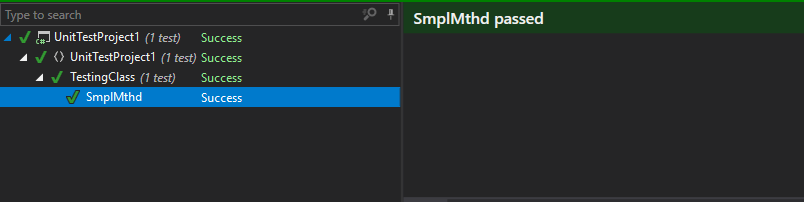 Type to search
UnitTestProject1 (1 test) Success
UnitTestProject1 (1 test) Success
TestingClass (1 test) Success
SmplMthd Success
SmplMthd passed